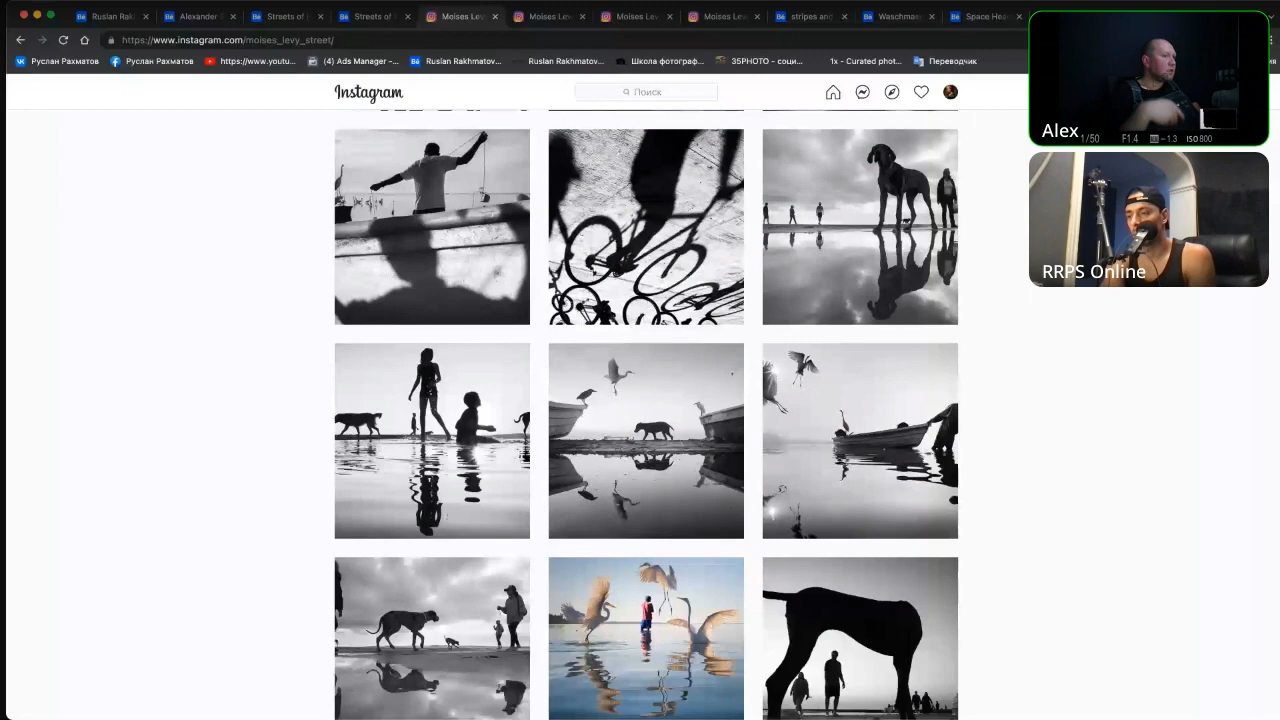 Ruslan Ra
Alexander
Streets of
Streets of
Moises Lev
Moises Lev
Moises Lev
Moises Lev
stripes and
Waschmas
Space Hea
https://www.instagram.com/moises_levy_street/
Руслан Рахматов
Руслан Рахматов
https://www.youtu...
(4) Ads Manager –...
Ruslan Rakhmatov...
Ruslan Rakhmatov...
Школа фотограф...
35PHOTO - соци...
1x - Curated phot...
Переводчик
Instagram
Поиск
Alex
1/50 F1,4 –1.3 ISO 800
RRPS Online